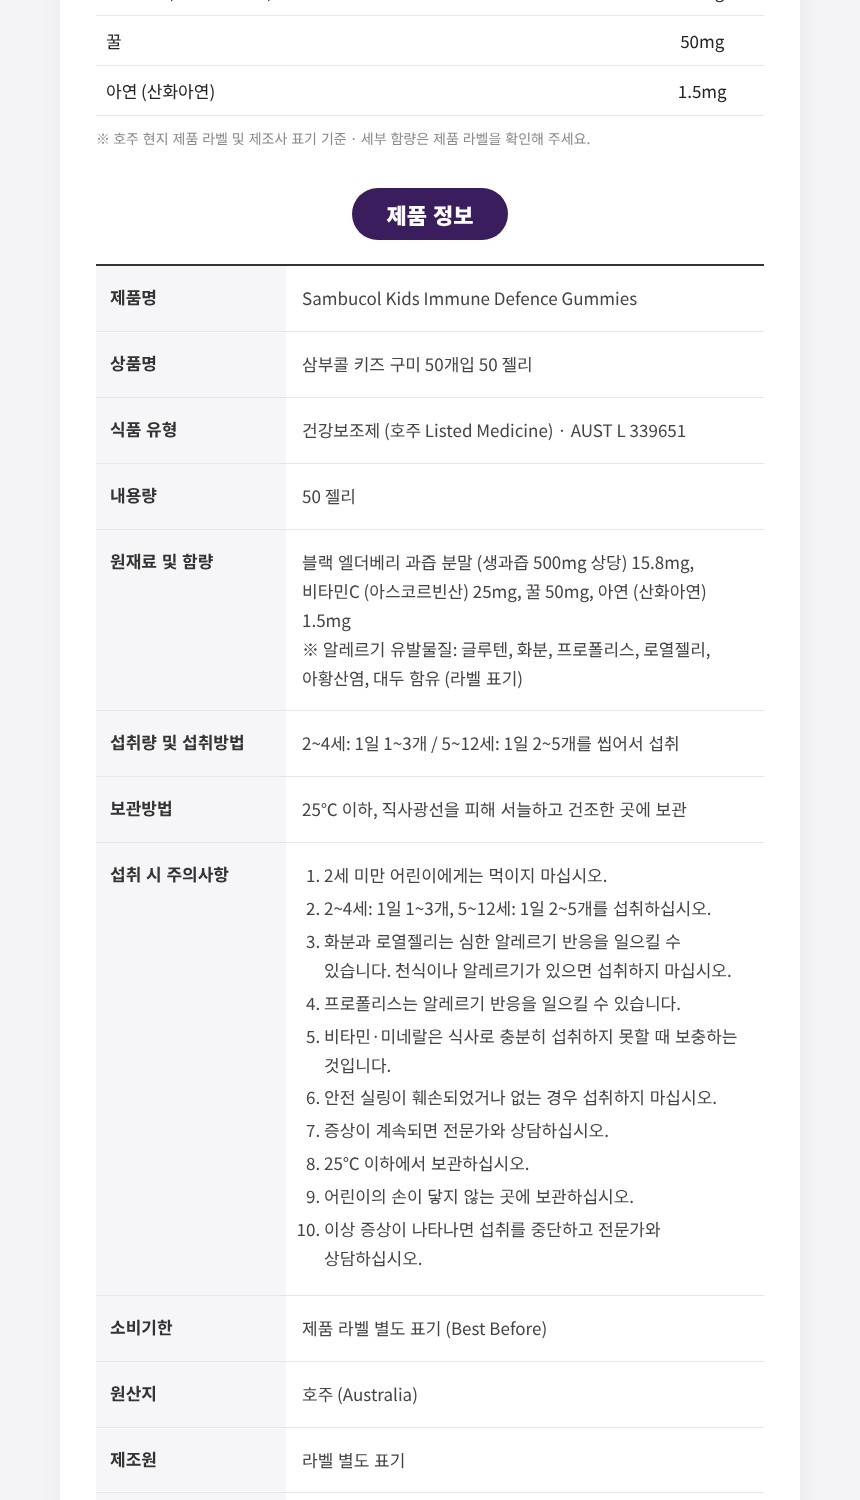 꿀 50mg
아연 (산화아연) 1.5mg
※ 호주 현지 제품 라벨 및 제조사 표기 기준 · 세부 함량은 제품 라벨을 확인해 주세요.
제품 정보
제품명 Sambucol Kids Immune Defence Gummies
상품명 삼부콜 키즈 구미 50개입 50 젤리
식품 유형 건강보조제 (호주 Listed Medicine) · AUST L 339651
내용량 50 젤리
원재료 및 함량 블랙 엘더베리 과즙 분말 (생과즙 500mg 상당) 15.8mg,
비타민C (아스코르빈산) 25mg, 꿀 50mg, 아연 (산화아연)
1.5mg
※ 알레르기 유발물질: 글루텐, 화분, 프로폴리스, 로열젤리,
아황산염, 대두 함유 (라벨 표기)
섭취량 및 섭취방법 2~4세: 1일 1~3개 / 5~12세: 1일 2~5개를 씹어서 섭취
보관방법 25°C 이하, 직사광선을 피해 서늘하고 건조한 곳에 보관
섭취 시 주의사항 1. 2세 미만 어린이에게는 먹이지 마십시오.
2. 2~4세: 1일 1~3개, 5~12세: 1일 2~5개를 섭취하십시오.
3. 화분과 로열젤리는 심한 알레르기 반응을 일으킬 수
있습니다. 천식이나 알레르기가 있으면 섭취하지 마십시오.
4. 프로폴리스는 알레르기 반응을 일으킬 수 있습니다.
5. 비타민·미네랄은 식사로 충분히 섭취하지 못할 때 보충하는
것입니다.
6. 안전 실링이 훼손되었거나 없는 경우 섭취하지 마십시오.
7. 증상이 계속되면 전문가와 상담하십시오.
8. 25°C 이하에서 보관하십시오.
9. 어린이의 손이 닿지 않는 곳에 보관하십시오.
10. 이상 증상이 나타나면 섭취를 중단하고 전문가와
상담하십시오.
소비기한 제품 라벨 별도 표기 (Best Before)
원산지 호주 (Australia)
제조원 라벨 별도 표기